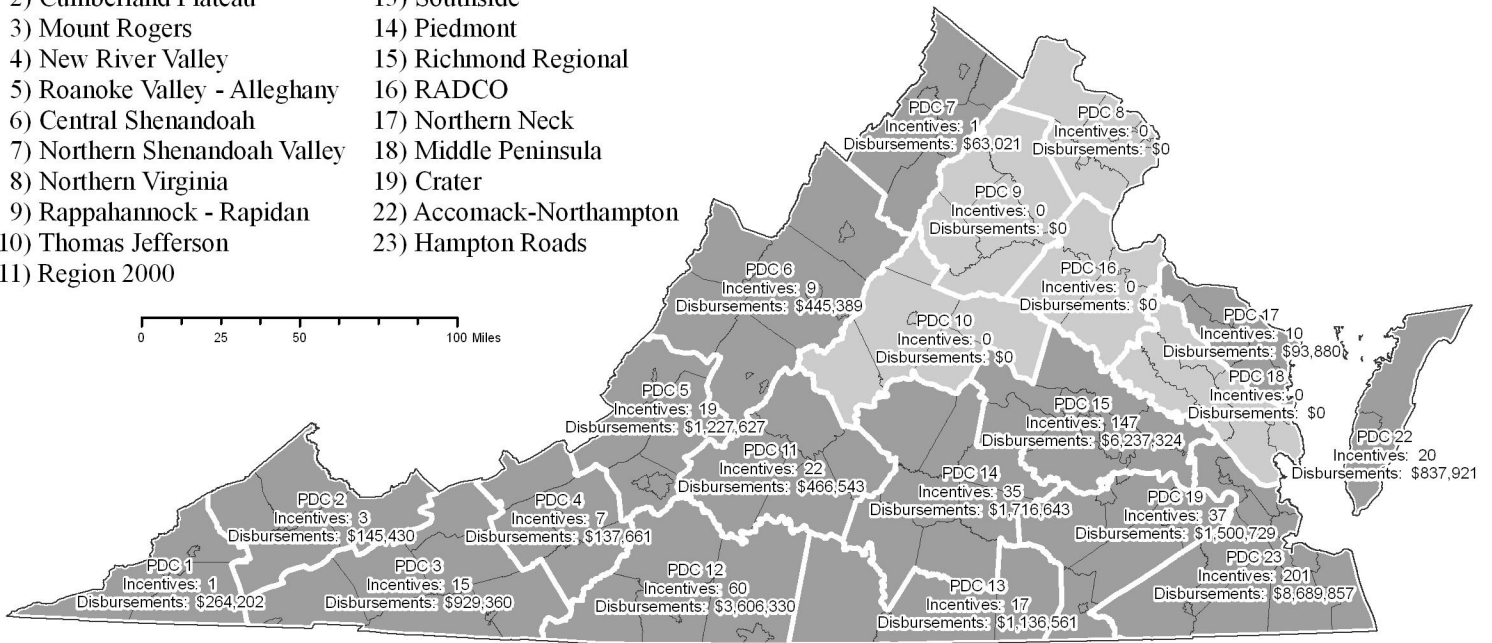 2) Cumberland Plateau
3) Mount Rogers
4) New River Valley
5) Roanoke Valley - Alleghany
6) Central Shenandoah
7) Northern Shenandoah Valley
8) Northern Virginia
9) Rappahannock - Rapidan
10) Thomas Jefferson
11) Region 2000
13) Southside
14) Piedmont
15) Richmond Regional
16) RADCO
17) Northern Neck
18) Middle Peninsula
19) Crater
22) Accomack-Northampton
23) Hampton Roads
0 25 50 100 Miles
PDC 7
Incentives: 1
Disbursements: $63,021
PDC 8
Incentives: 0
Disbursements: $0
PDC 9
Incentives: 0
Disbursements: $0
PDC 6
Incentives: 9
Disbursements: $445,389
PDC 16
Incentives: 0
Disbursements: $0
PDC 10
Incentives: 0
Disbursements: $0
PDC 17
Incentives: 10
Disbursements: $93,880
PDC 18
Incentives: 0
Disbursements: $0
PDC 5
Incentives: 19
Disbursements: $1,227,627
PDC 15
Incentives: 147
Disbursements: $6,237,324
PDC 22
Incentives: 20
Disbursements: $837,921
PDC 11
Incentives: 22
Disbursements: $466,543
PDC 14
Incentives: 35
Disbursements: $1,716,643
PDC 2
Incentives: 3
Disbursements: $145,430
PDC 4
Incentives: 7
Disbursements: $137,661
PDC 19
Incentives: 37
Disbursements: $1,500,729
PDC 1
Incentives: 1
Disbursements: $264,202
PDC 3
Incentives: 15
Disbursements: $929,360
PDC 12
Incentives: 60
Disbursements: $3,606,330
PDC 13
Incentives: 17
Disbursements: $1,136,561
PDC 23
Incentives: 201
Disbursements: $8,689,857